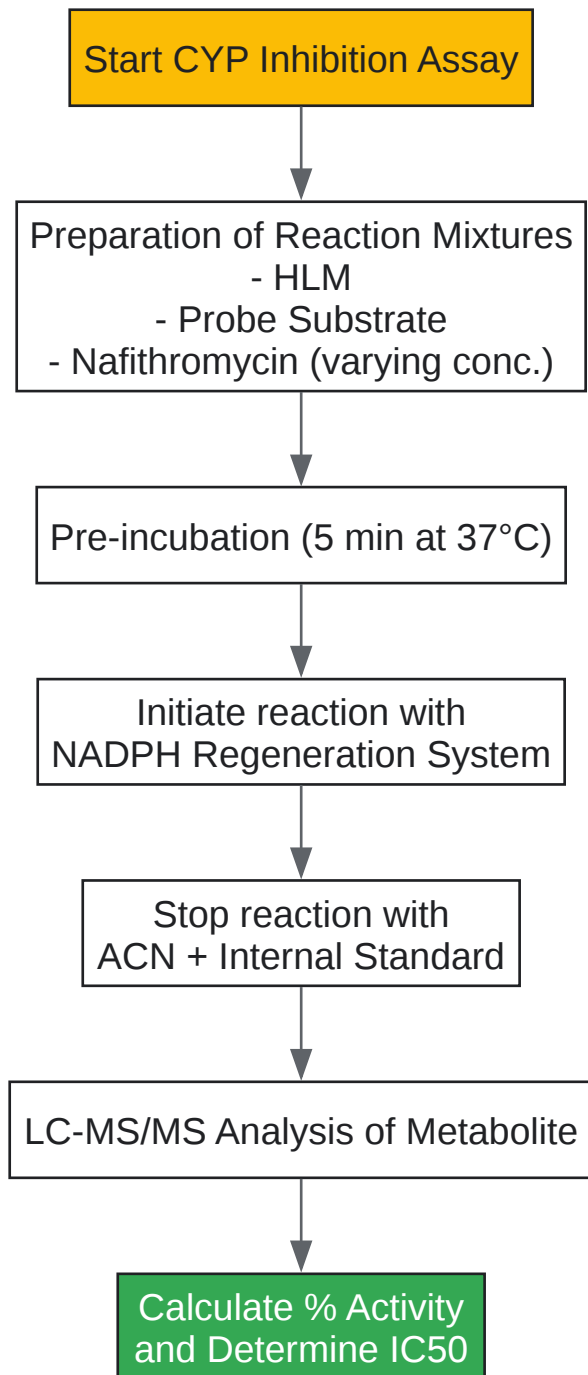 Start CYP Inhibition Assay
Preparation of Reaction Mixtures
- HLM
- Probe Substrate
- Nafithromycin (varying conc.)
Pre-incubation (5 min at 37°C)
Initiate reaction with
NADPH Regeneration System
Stop reaction with
ACN + Internal Standard
LC-MS/MS Analysis of Metabolite
Calculate % Activity
and Determine IC50